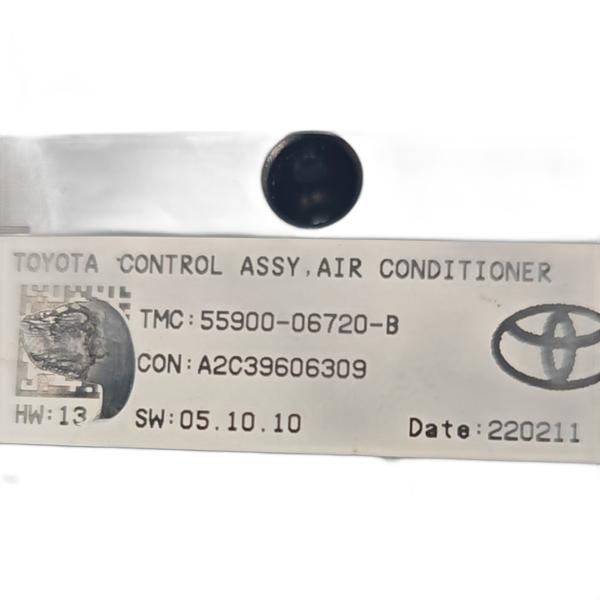 TOYOTA CONTROL ASSY,AIR CONDITIONER
TMC:55900-06720-B
CON:A2C39606309
HW:13 SW:05.10.10 Date:220211